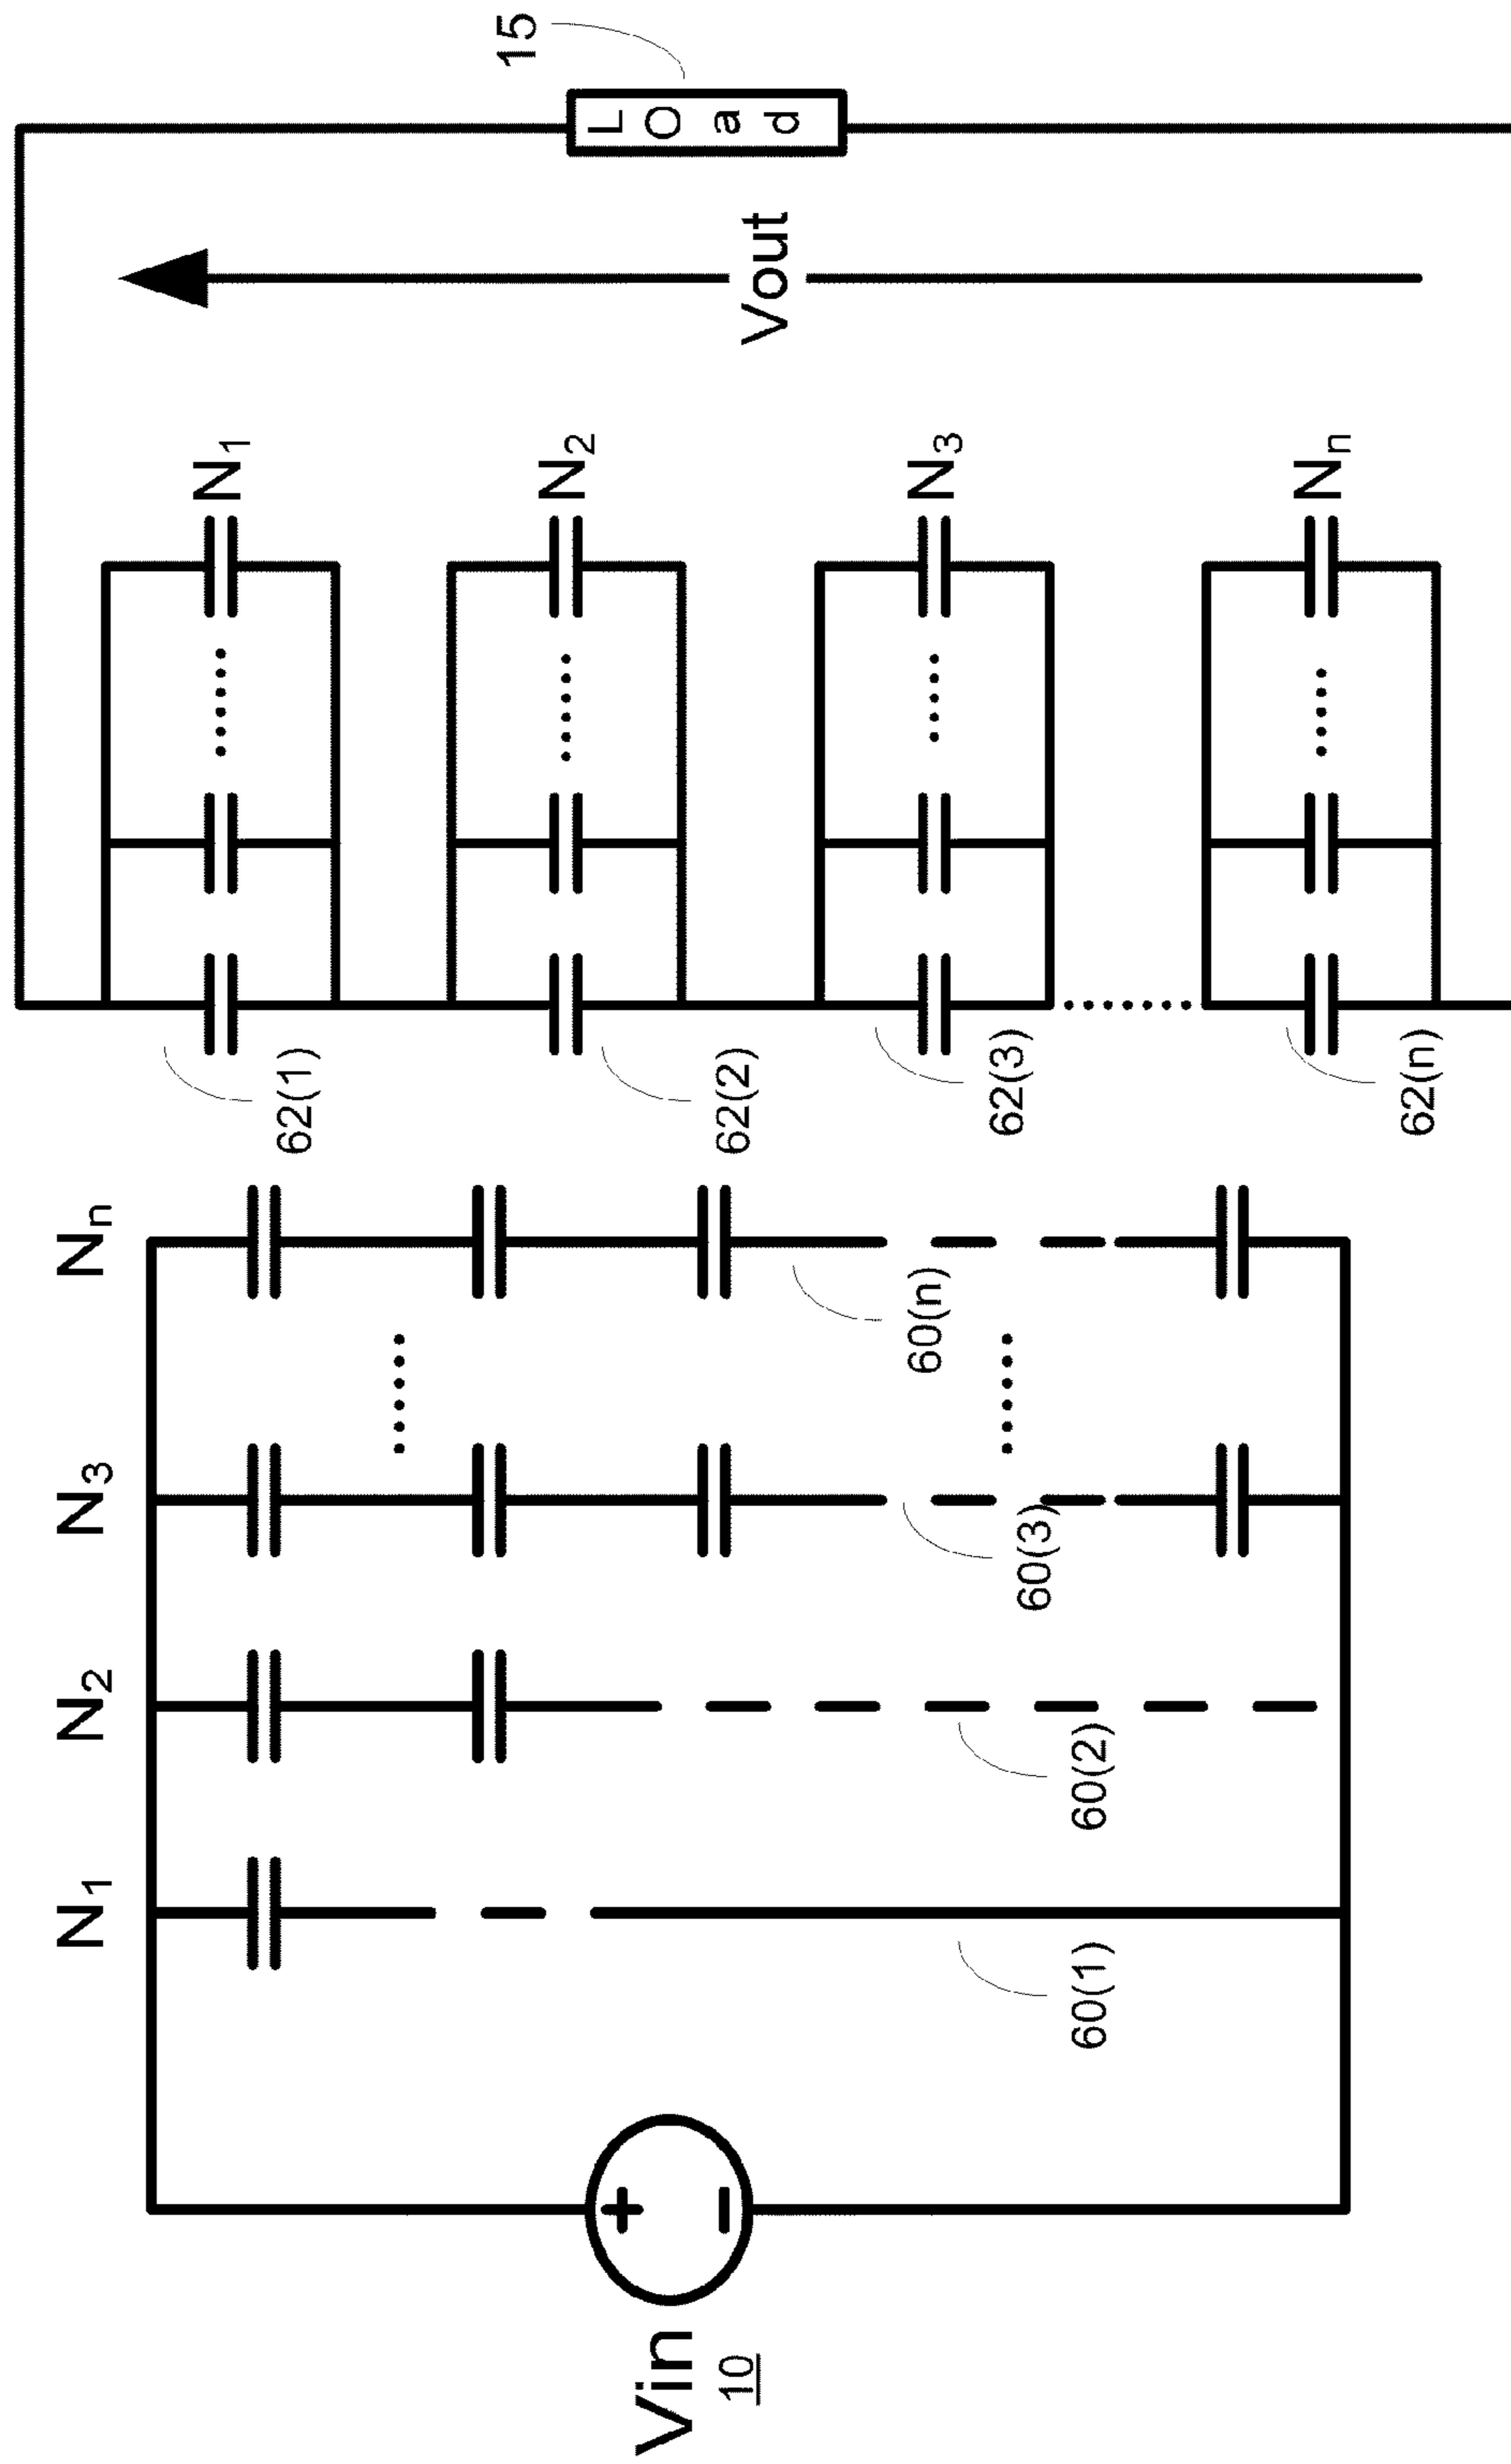 Vin
10
+
−
N1
N2
N3
Nn
60(1)
60(2)
60(3)
60(n)
62(1)
62(2)
62(3)
62(n)
N1
N2
N3
Nn
Vout
LOad
15